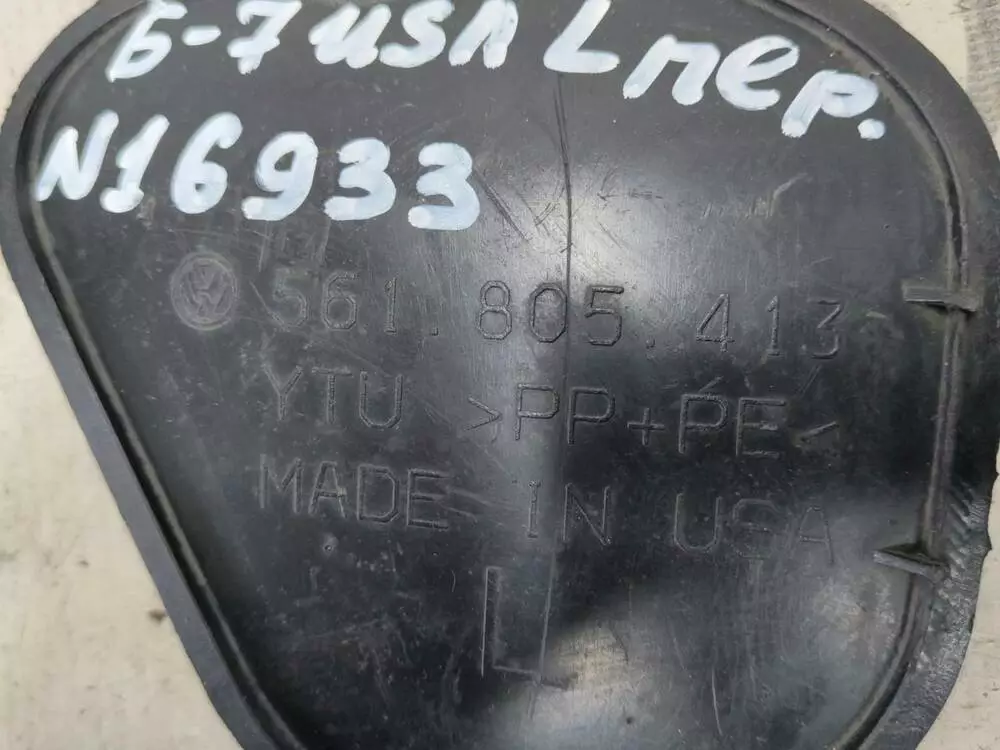 Б-7 USA L пер.
N16933
561.805.413
YTU >PP+PE<
MADE IN USA
L